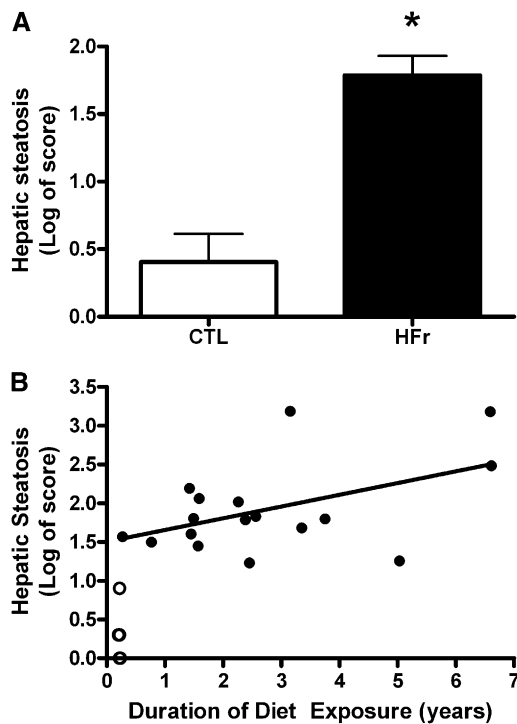 A
*
Hepatic steatosis
(Log of score)
2.0
1.5
1.0
0.5
0.0
CTL HFr
B
Hepatic Steatosis
(Log of score)
3.5
3.0
2.5
2.0
1.5
1.0
0.5
0.0
0 1 2 3 4 5 6 7
Duration of Diet Exposure (years)